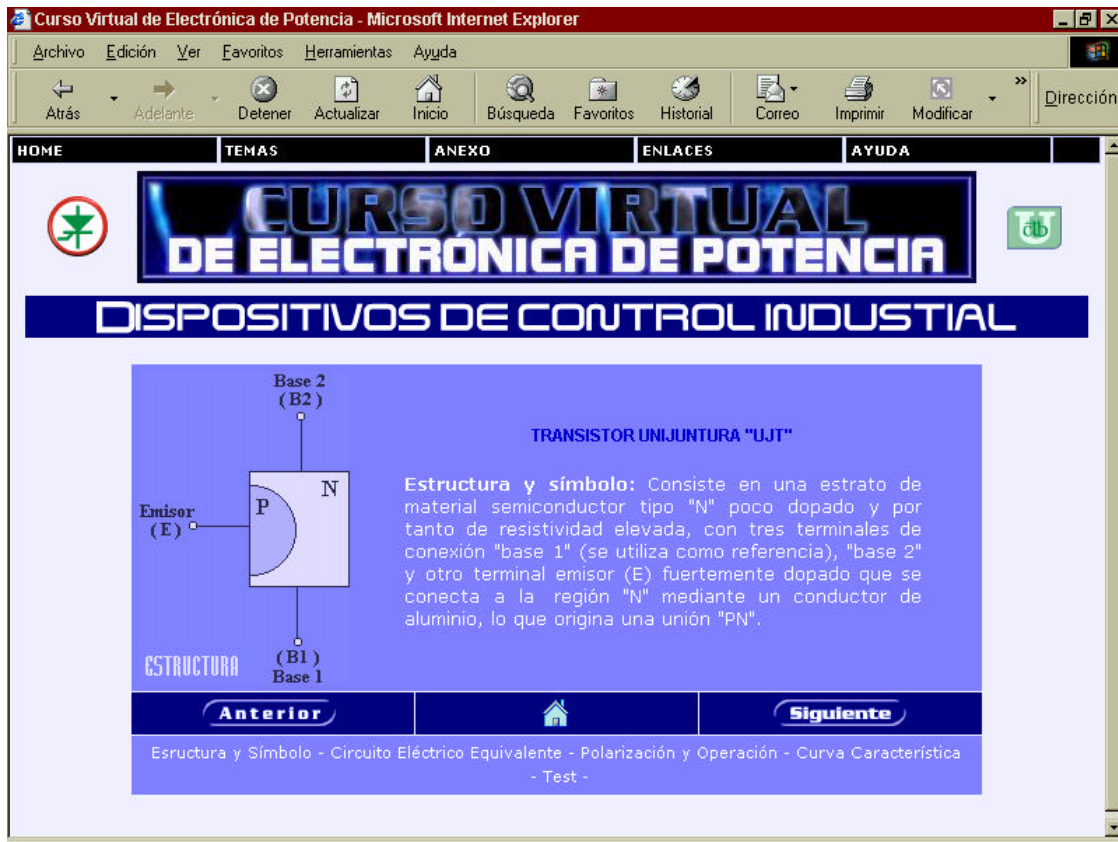 Curso Virtual de Electrónica de Potencia - Microsoft Internet Explorer
Archivo Edición Ver Favoritos Herramientas Ayuda
Atrás Adelante Detener Actualizar Inicio Búsqueda Favoritos Historial Correo Imprimir Modificar » Dirección
HOME TEMAS ANEXO ENLACES AYUDA
CURSO VIRTUAL
DE ELECTRÓNICA DE POTENCIA
DISPOSITIVOS DE CONTROL INDUSTIAL
Base 2
(B2)
N
P
Emisor
(E)
(B1)
Base 1
ESTRUCTURA
TRANSISTOR UNIJUNTURA "UJT"
Estructura y símbolo: Consiste en una estrato de
material semiconductor tipo "N" poco dopado y por
tanto de resistividad elevada, con tres terminales de
conexión "base 1" (se utiliza como referencia), "base 2"
y otro terminal emisor (E) fuertemente dopado que se
conecta a la región "N" mediante un conductor de
aluminio, lo que origina una unión "PN".
Anterior Siguiente
Esructura y Símbolo - Circuito Eléctrico Equivalente - Polarización y Operación - Curva Característica
- Test -